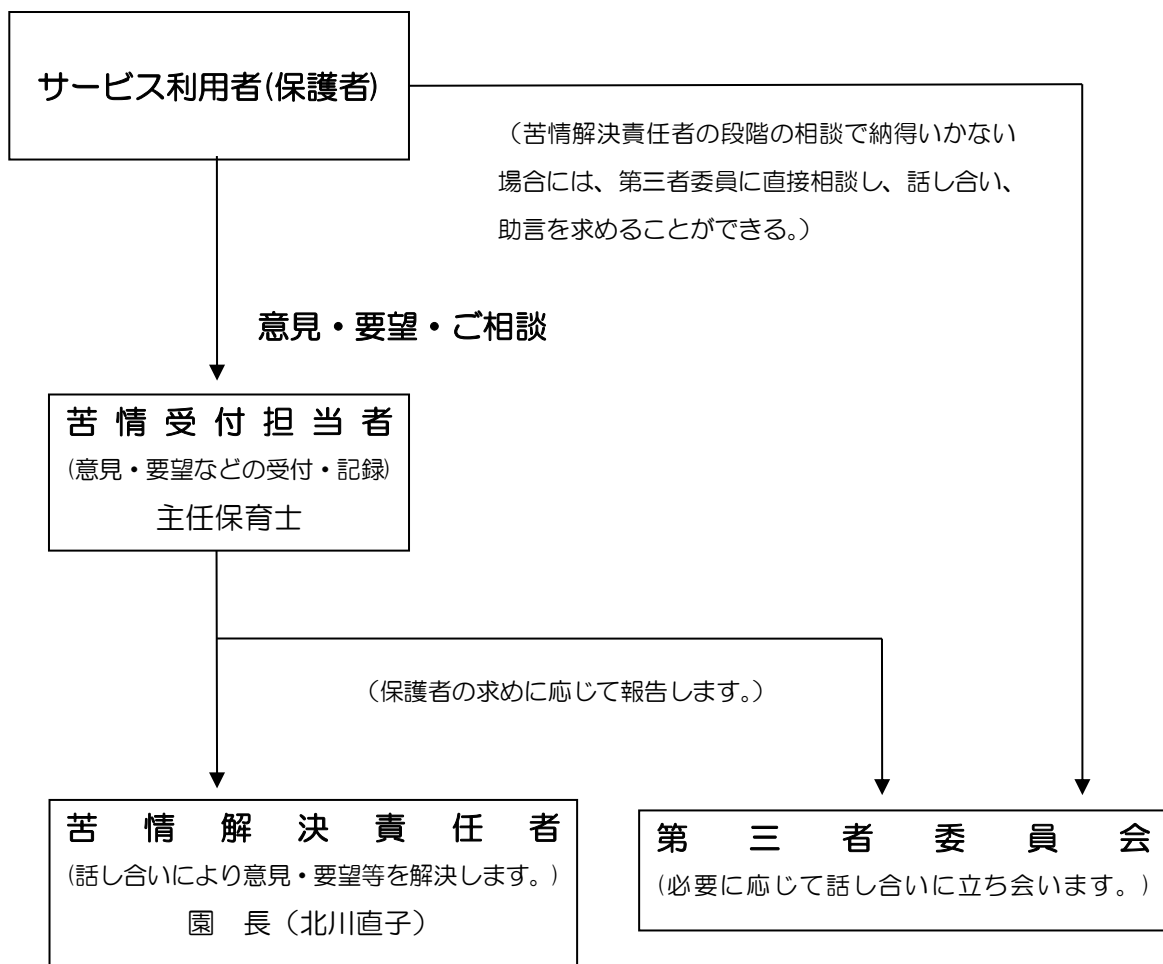 サービス利用者(保護者)
（苦情解決責任者の段階の相談で納得いかない
場合には、第三者委員に直接相談し、話し合い、
助言を求めることができる。）
意見・要望・ご相談
苦情受付担当者
(意見・要望などの受付・記録)
主任保育士
（保護者の求めに応じて報告します。）
苦情解決責任者
(話し合いにより意見・要望等を解決します。)
園　長（北川直子）
第三者委員会
(必要に応じて話し合いに立ち会います。)